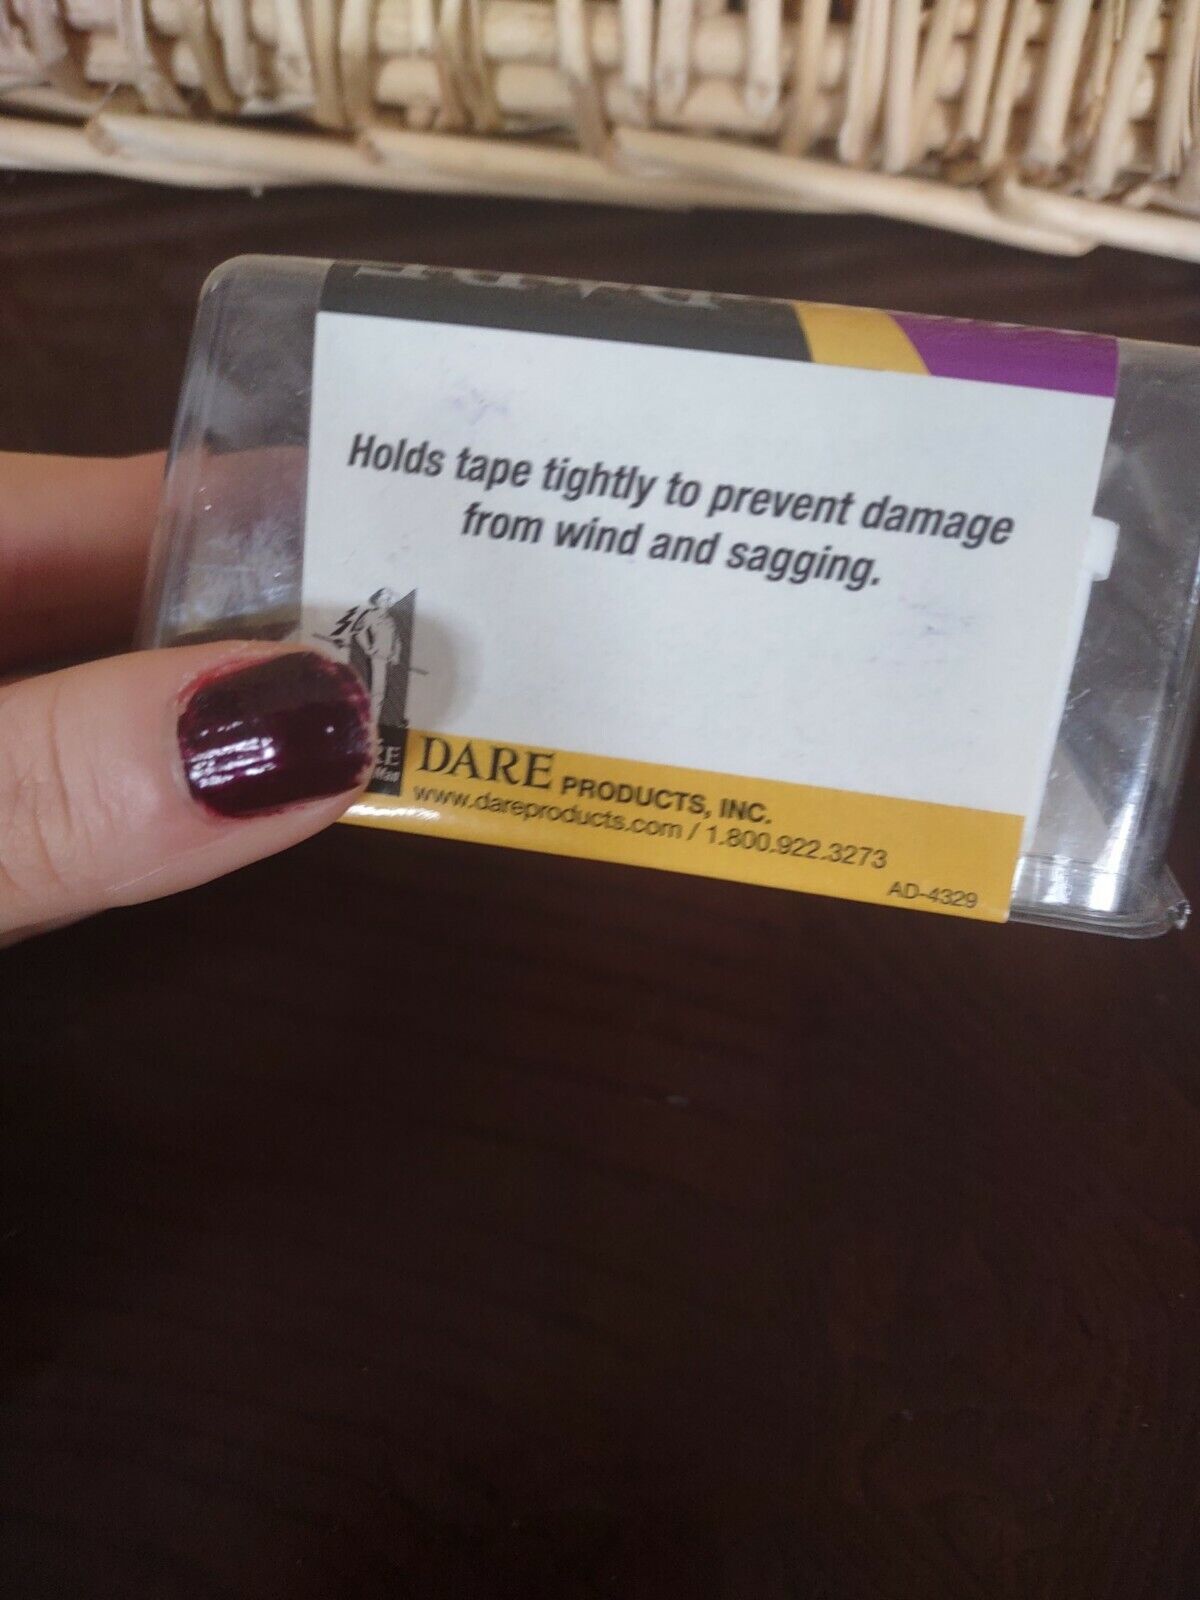 DARE
Holds tape tightly to prevent damage
from wind and sagging.
DARE PRODUCTS, INC.
www.dareproducts.com / 1.800.922.3273
AD-4329